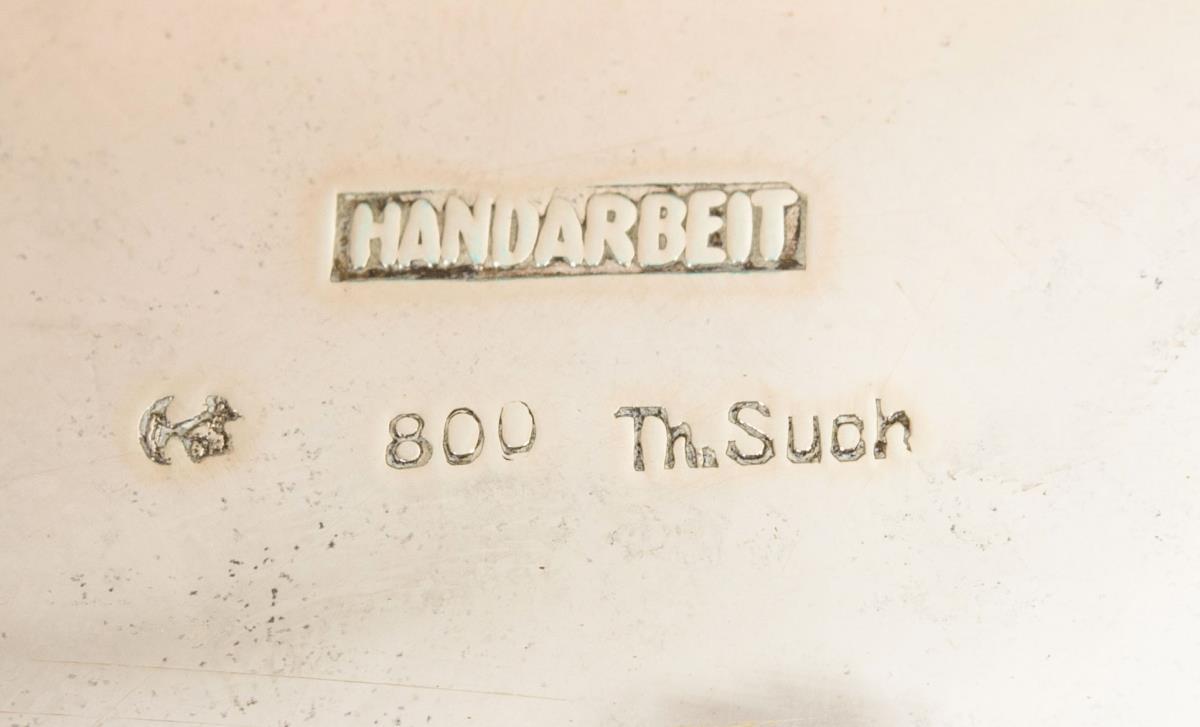 HANDARBEIT
800 Th. Such